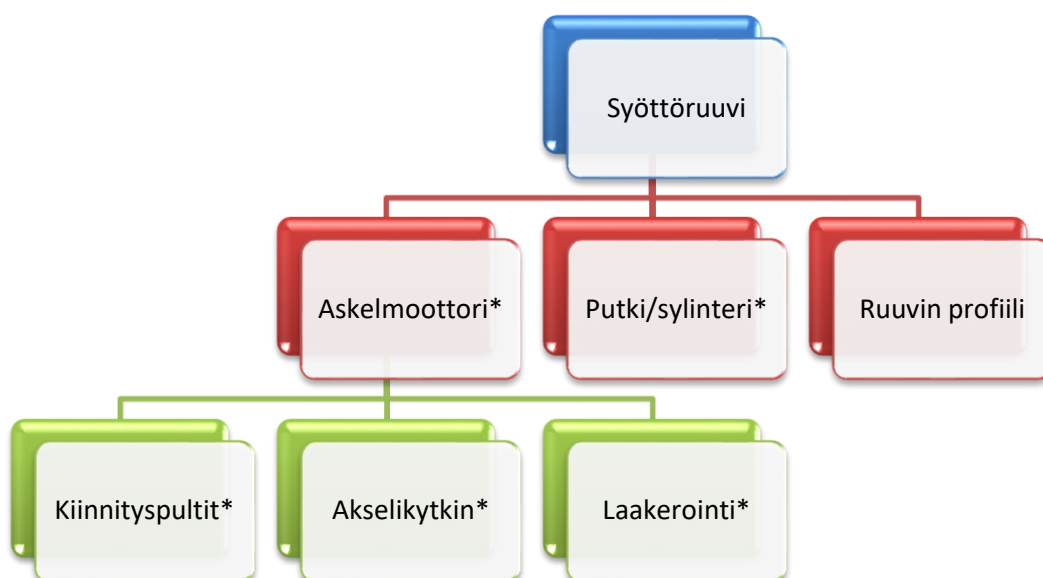 Syöttöruuvi
Askelmoottori*
Putki/sylinteri*
Ruuvin profiili
Kiinnityspultit*
Akselikytkin*
Laakerointi*